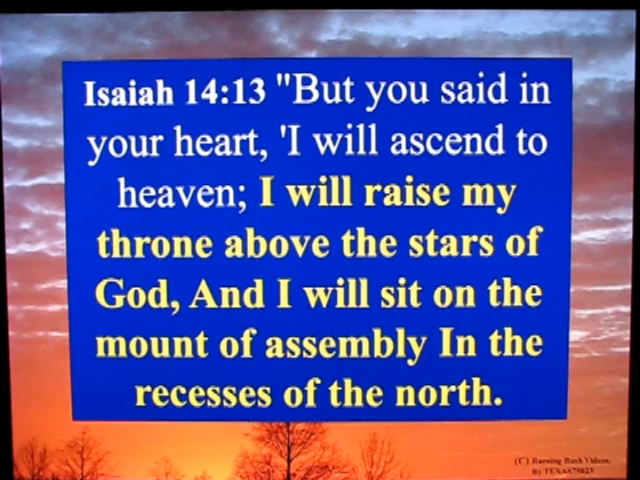 Isaiah 14:13 "But you said in
your heart, 'I will ascend to
heaven; I will raise my
throne above the stars of
God, And I will sit on the
mount of assembly In the
recesses of the north.
(C) Burning Bush Videos.
By TEXAS75023